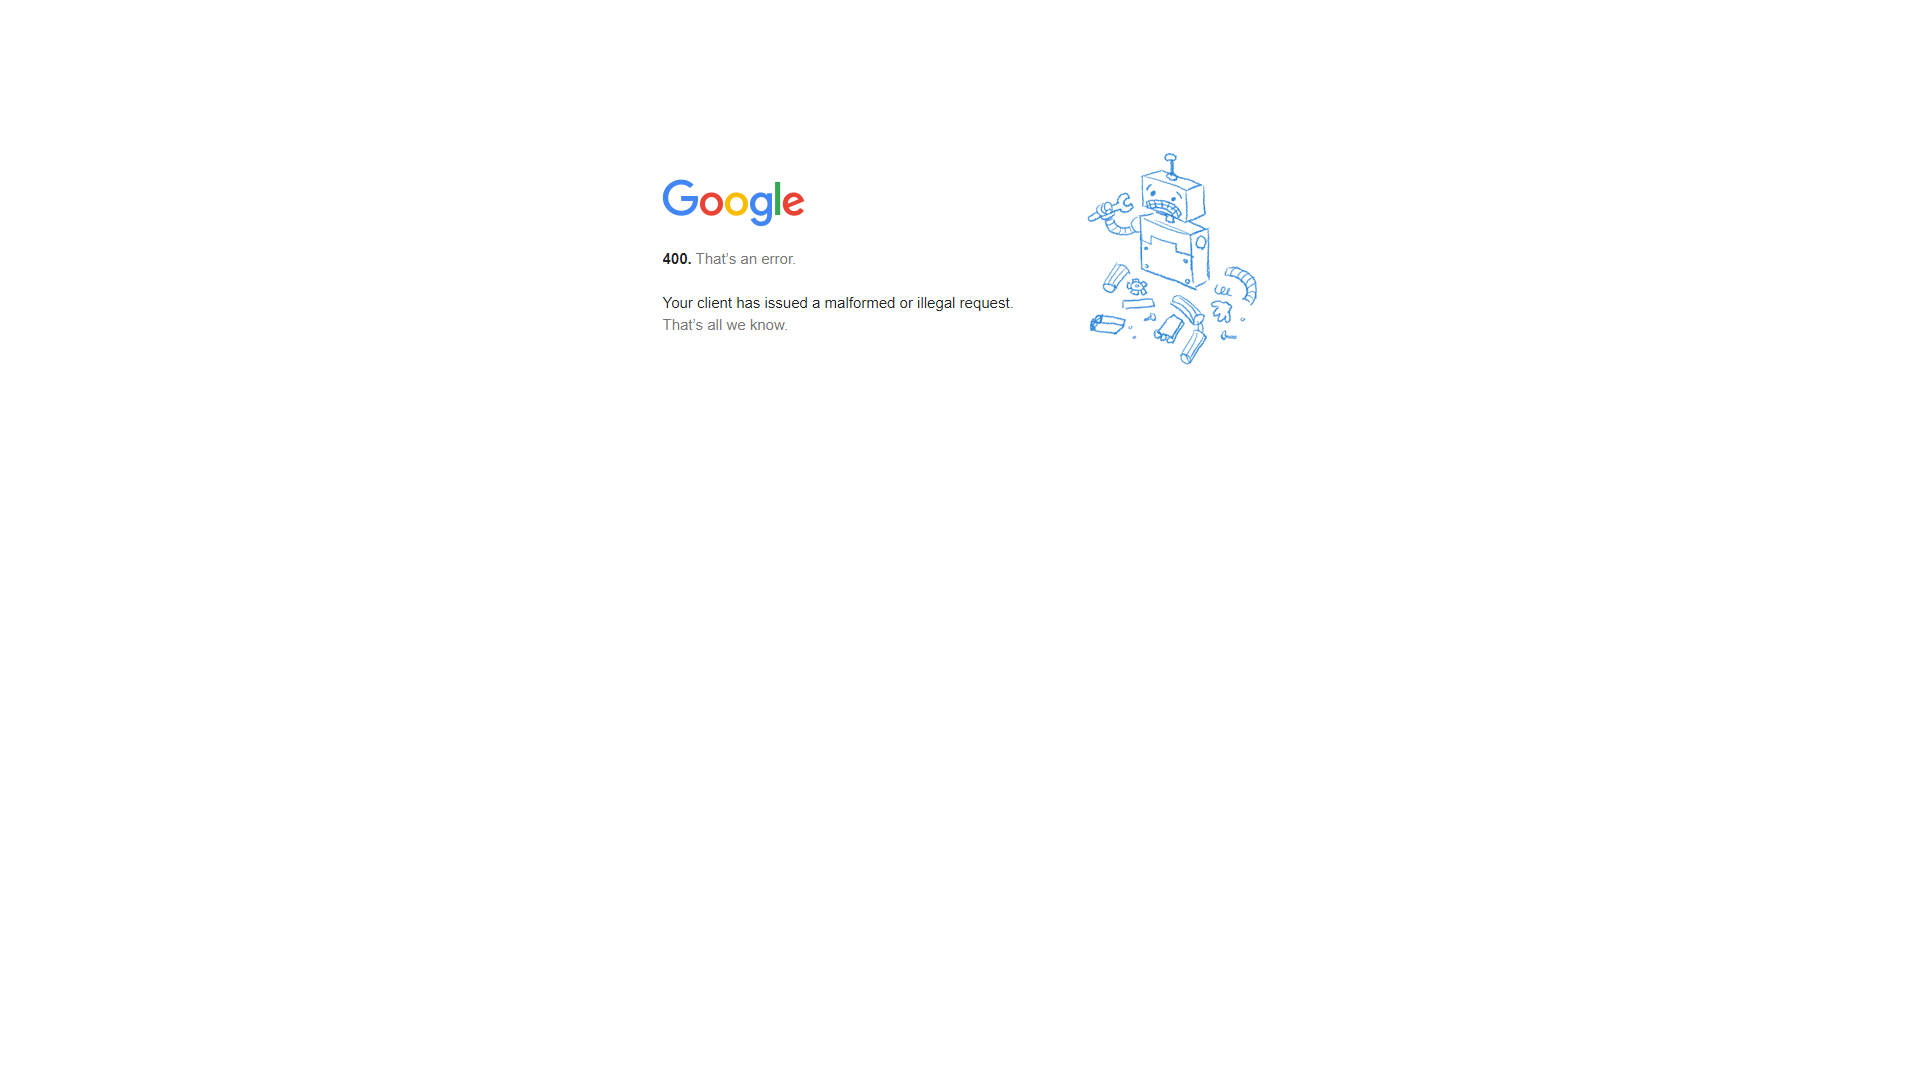 Google
400. That’s an error.
Your client has issued a malformed or illegal request.
That’s all we know.